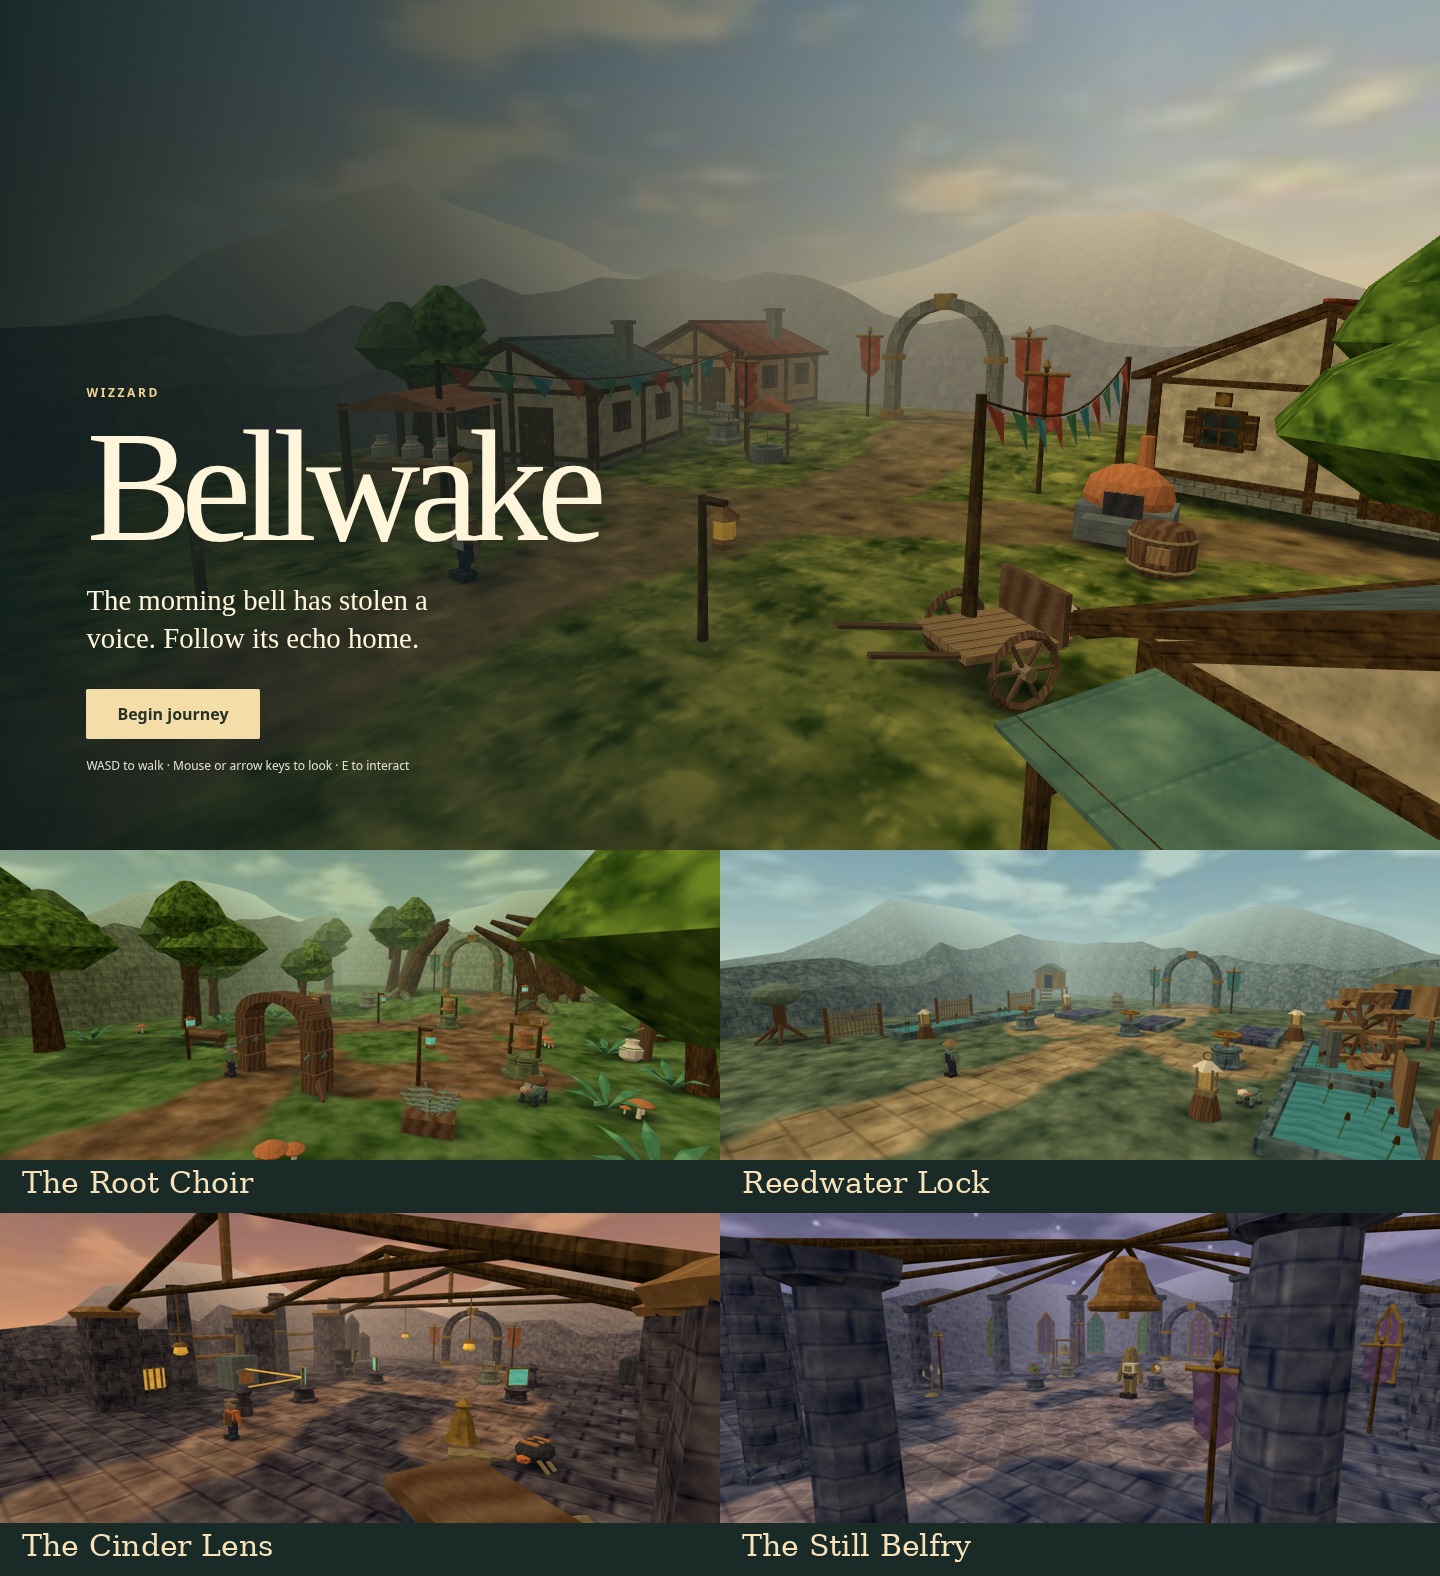 WIZZARD
Bellwake
The morning bell has stolen a
voice. Follow its echo home.
Begin journey
WASD to walk · Mouse or arrow keys to look · E to interact
The Root Choir
Reedwater Lock
The Cinder Lens
The Still Belfry